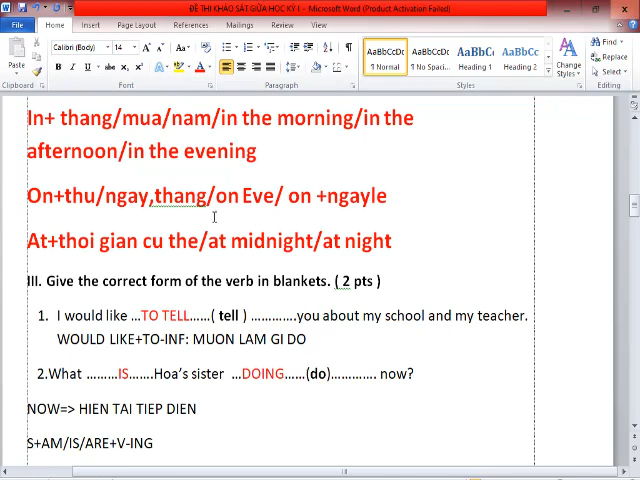 ĐỀ THI KHẢO SÁT GIỮA HỌC KỲ I - Microsoft Word (Product Activation Failed)
File Home Insert Page Layout References Mailings Review View
Calibri (Body) 14
Paste
Clipboard Font Paragraph Styles Editing
AaBbCcDc AaBbCcDc AaBbC AaBbCc
¶ Normal ¶ No Spaci... Heading 1 Heading 2
Change Styles
Find
Replace
Select
In+ thang/mua/nam/in the morning/in the
afternoon/in the evening
On+thu/ngay,thang/on Eve/ on +ngayle
At+thoi gian cu the/at midnight/at night
III. Give the correct form of the verb in blankets. ( 2 pts )
1. I would like …TO TELL……( tell ) ………….you about my school and my teacher.
WOULD LIKE+TO-INF: MUON LAM GI DO
2.What ………IS…….Hoa’s sister …DOING……(do)…………. now?
NOW=> HIEN TAI TIEP DIEN
S+AM/IS/ARE+V-ING